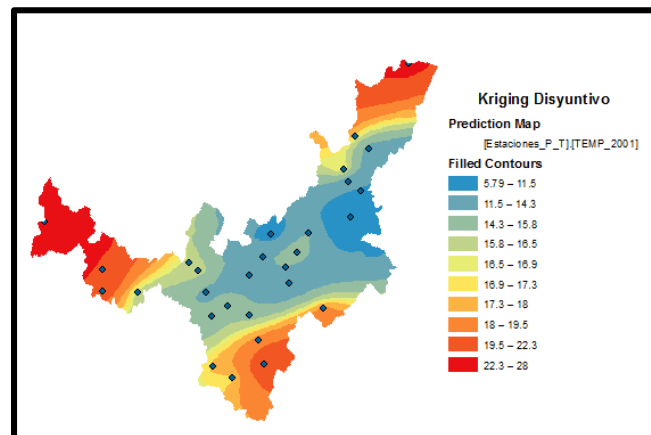 Kriging Disyuntivo
Prediction Map
[Estaciones_P_T].[TEMP_2001]
Filled Contours
5.79 – 11.5
11.5 – 14.3
14.3 – 15.8
15.8 – 16.5
16.5 – 16.9
16.9 – 17.3
17.3 – 18
18 – 19.5
19.5 – 22.3
22.3 – 28